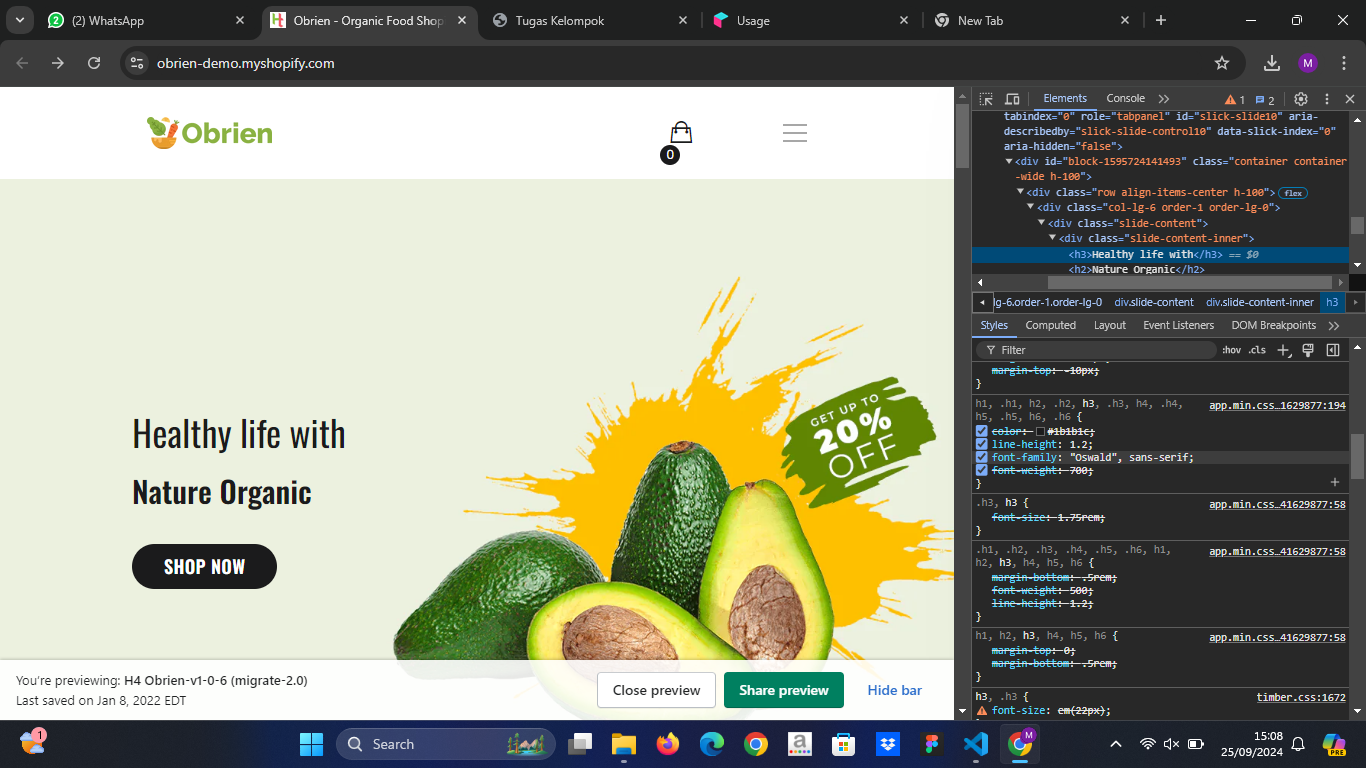 (2) WhatsApp
Obrien - Organic Food Shop
Tugas Kelompok
Usage
New Tab
obrien-demo.myshopify.com
M
Obrien
0
Healthy life with
Nature Organic
SHOP NOW
GET UP TO
20%
OFF
You're previewing: H4 Obrien-v1-0-6 (migrate-2.0)
Last saved on Jan 8, 2022 EDT
Close preview
Share preview
Hide bar
Elements
Console
1
2
tabindex="0" role="tabpanel" id="slick-slide10" aria-
describedby="slick-slide-control10" data-slick-index="0"
aria-hidden="false">
<div id="block-1595724141493" class="container container
-wide h-100">
<div class="row align-items-center h-100"> flex
<div class="col-lg-6 order-1 order-lg-0">
<div class="slide-content">
<div class="slide-content-inner">
<h3>Healthy life with</h3> == $0
<h2>Nature Organic</h2>
lg-6.order-1.order-lg-0 div.slide-content div.slide-content-inner h3
Styles Computed Layout Event Listeners DOM Breakpoints
Filter :hov .cls
margin-top: -10px;
}
h1, .h1, h2, .h2, h3, .h3, h4, .h4, app.min.css…1629877:194
h5, .h5, h6, .h6 {
color: #1b1b1c;
line-height: 1.2;
font-family: "Oswald", sans-serif;
font-weight: 700;
}
.h3, h3 { app.min.css…41629877:58
font-size: 1.75rem;
}
.h1, .h2, .h3, .h4, .h5, .h6, h1, app.min.css…41629877:58
h2, h3, h4, h5, h6 {
margin-bottom: .5rem;
font-weight: 500;
line-height: 1.2;
}
h1, h2, h3, h4, h5, h6 { app.min.css…41629877:58
margin-top: 0;
margin-bottom: .5rem;
}
h3, .h3 { timber.css:1672
font-size: em(22px);
1
Search
a
M
15:08
25/09/2024
PRE